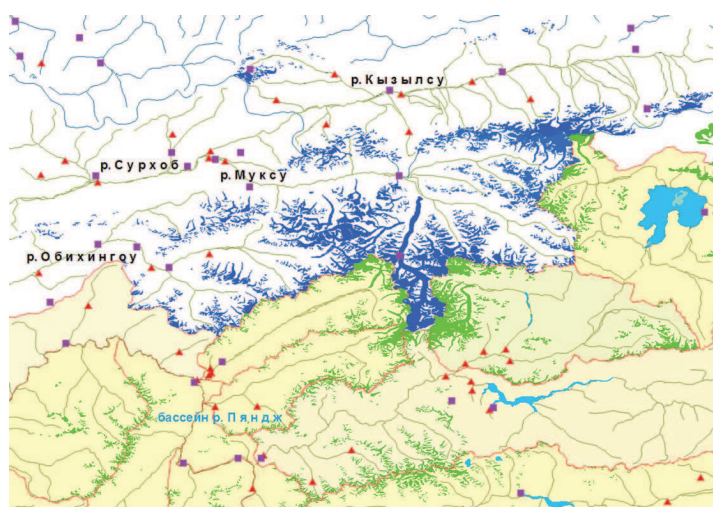 р.Кызылсу
р.Сурхоб
р.Муксу
р.Обихингоу
бассейн р.Пяндж